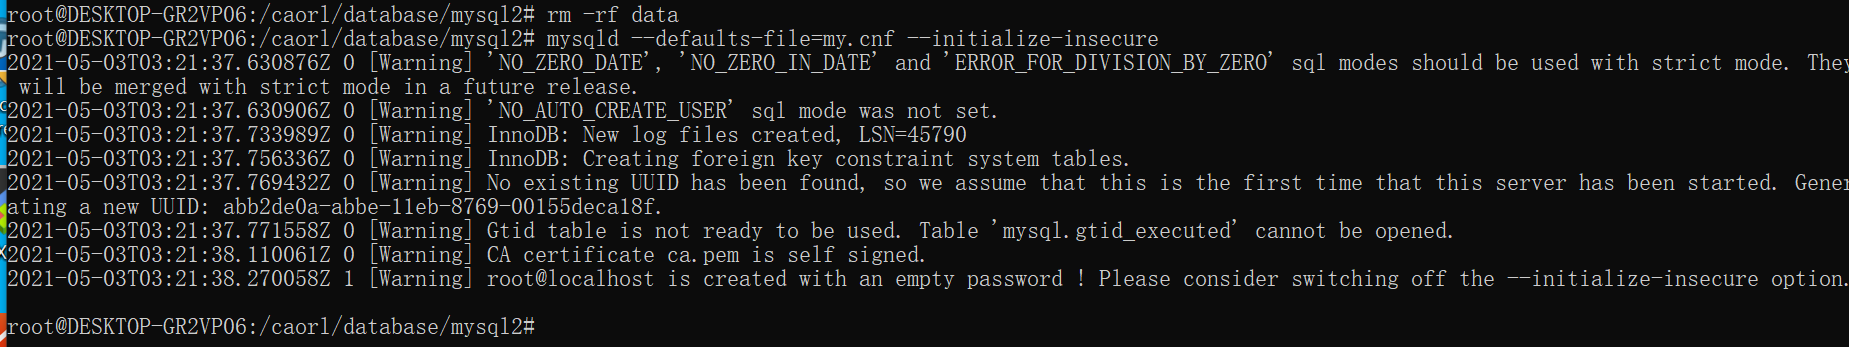 root@DESKTOP-GR2VP06:/caorl/database/mysql2# rm -rf data
root@DESKTOP-GR2VP06:/caorl/database/mysql2# mysqld --defaults-file=my.cnf --initialize-insecure
2021-05-03T03:21:37.630876Z 0 [Warning] 'NO_ZERO_DATE', 'NO_ZERO_IN_DATE' and 'ERROR_FOR_DIVISION_BY_ZERO' sql modes should be used with strict mode. They
will be merged with strict mode in a future release.
2021-05-03T03:21:37.630906Z 0 [Warning] 'NO_AUTO_CREATE_USER' sql mode was not set.
2021-05-03T03:21:37.733989Z 0 [Warning] InnoDB: New log files created, LSN=45790
2021-05-03T03:21:37.756336Z 0 [Warning] InnoDB: Creating foreign key constraint system tables.
2021-05-03T03:21:37.769432Z 0 [Warning] No existing UUID has been found, so we assume that this is the first time that this server has been started. Gener
ating a new UUID: abb2de0a-abbe-11eb-8769-00155deca18f.
2021-05-03T03:21:37.771558Z 0 [Warning] Gtid table is not ready to be used. Table 'mysql.gtid_executed' cannot be opened.
2021-05-03T03:21:38.110061Z 0 [Warning] CA certificate ca.pem is self signed.
2021-05-03T03:21:38.270058Z 1 [Warning] root@localhost is created with an empty password ! Please consider switching off the --initialize-insecure option.
root@DESKTOP-GR2VP06:/caorl/database/mysql2#